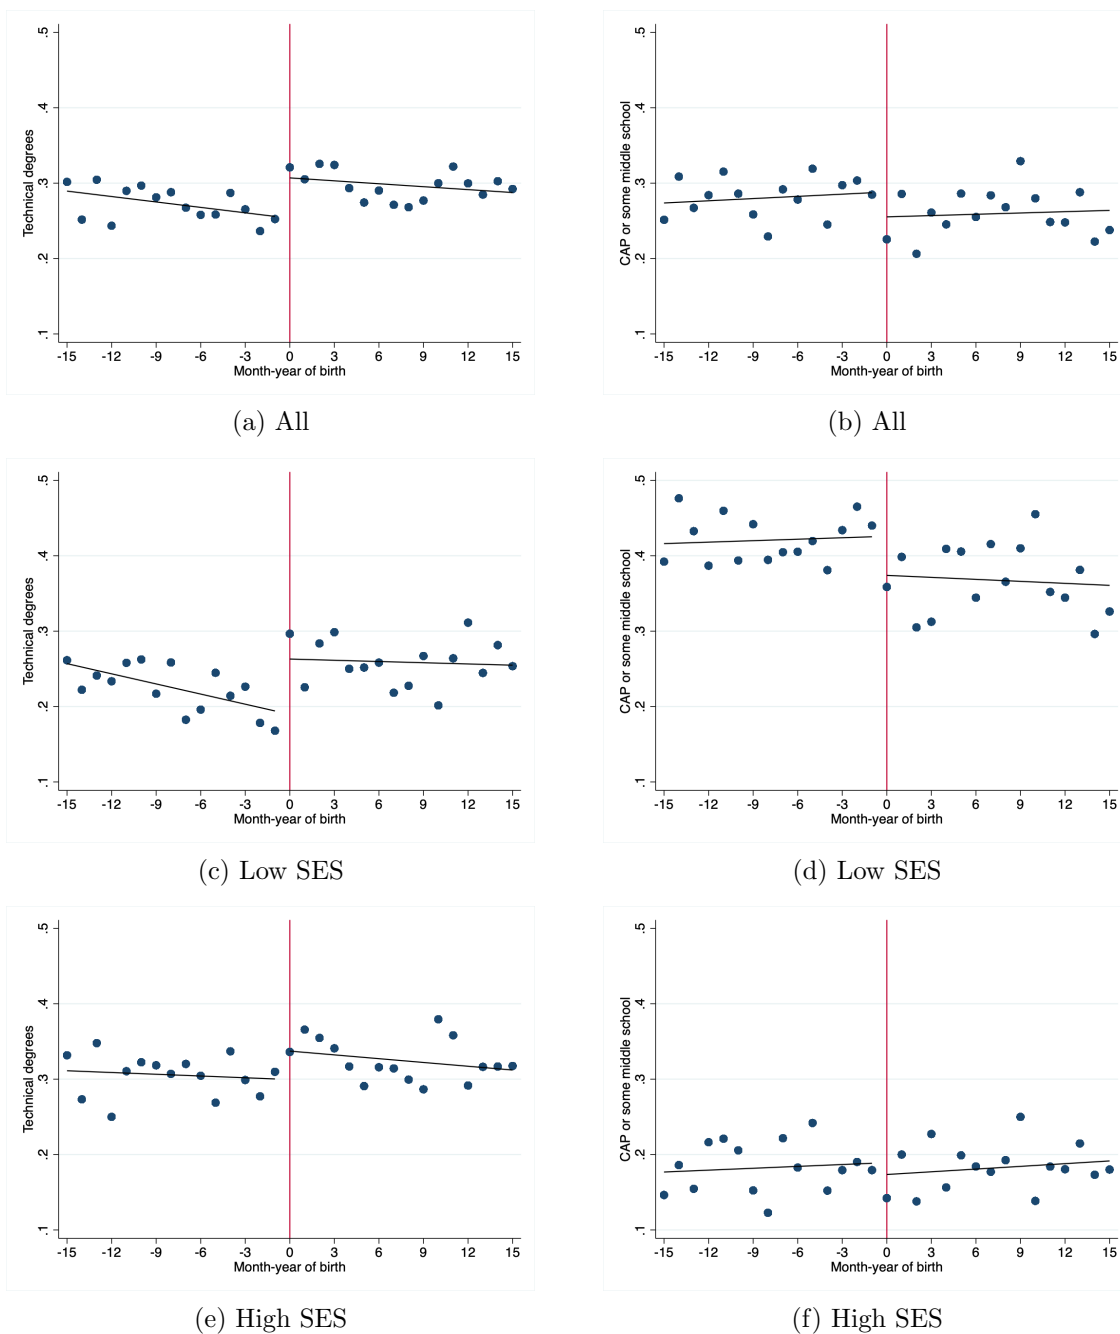 Technical degrees
.5
.4
.3
.2
.1
-15 -12 -9 -6 -3 0 3 6 9 12 15
Month-year of birth
(a) All
CAP or some middle school
.5
.4
.3
.2
.1
-15 -12 -9 -6 -3 0 3 6 9 12 15
Month-year of birth
(b) All
Technical degrees
.5
.4
.3
.2
.1
-15 -12 -9 -6 -3 0 3 6 9 12 15
Month-year of birth
(c) Low SES
CAP or some middle school
.5
.4
.3
.2
.1
-15 -12 -9 -6 -3 0 3 6 9 12 15
Month-year of birth
(d) Low SES
Technical degrees
.5
.4
.3
.2
.1
-15 -12 -9 -6 -3 0 3 6 9 12 15
Month-year of birth
(e) High SES
CAP or some middle school
.5
.4
.3
.2
.1
-15 -12 -9 -6 -3 0 3 6 9 12 15
Month-year of birth
(f) High SES